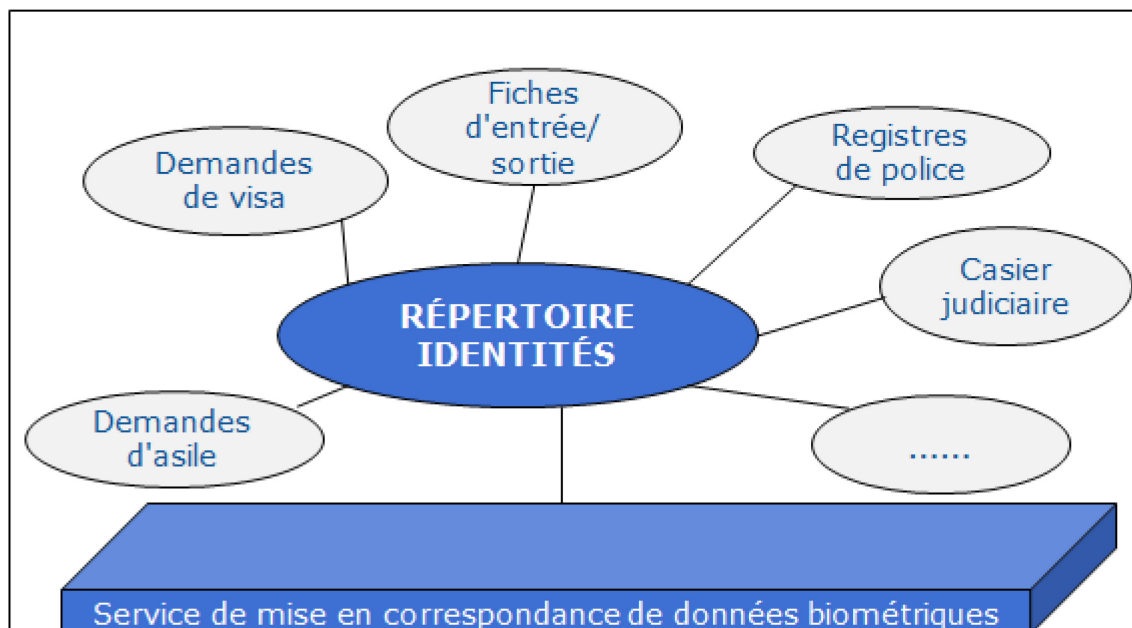 Fiches
d'entrée/
sortie
Registres
de police
Demandes
de visa
Casier
judiciaire
RÉPERTOIRE
IDENTITÉS
Demandes
d'asile
......
Service de mise en correspondance de données biométriques